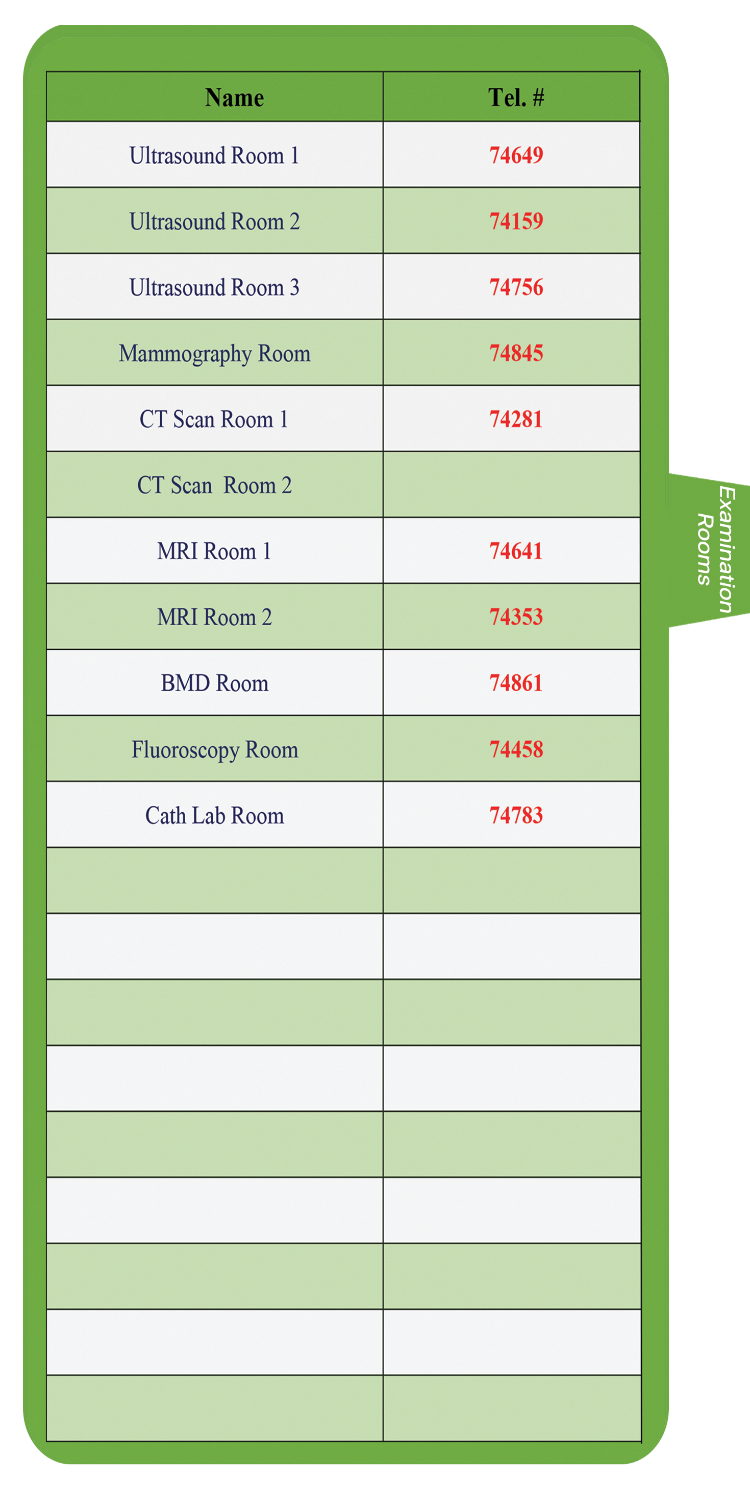 Name Tel. #
Ultrasound Room 1 74649
Ultrasound Room 2 74159
Ultrasound Room 3 74756
Mammography Room 74845
CT Scan Room 1 74281
CT Scan  Room 2
MRI Room 1 74641
MRI Room 2 74353
BMD Room 74861
Fluoroscopy Room 74458
Cath Lab Room 74783
Examination
Rooms